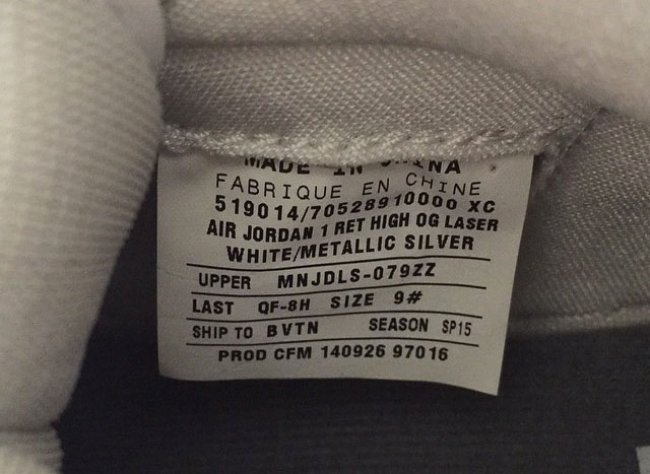 MADE IN CHINA
FABRIQUE EN CHINE
519014/70528910000 XC
AIR JORDAN 1 RET HIGH OG LASER
WHITE/METALLIC SILVER
UPPER MNJDLS-079ZZ
LAST QF-8H SIZE 9#
SHIP TO BVTN SEASON SP15
PROD CFM 140926 97016